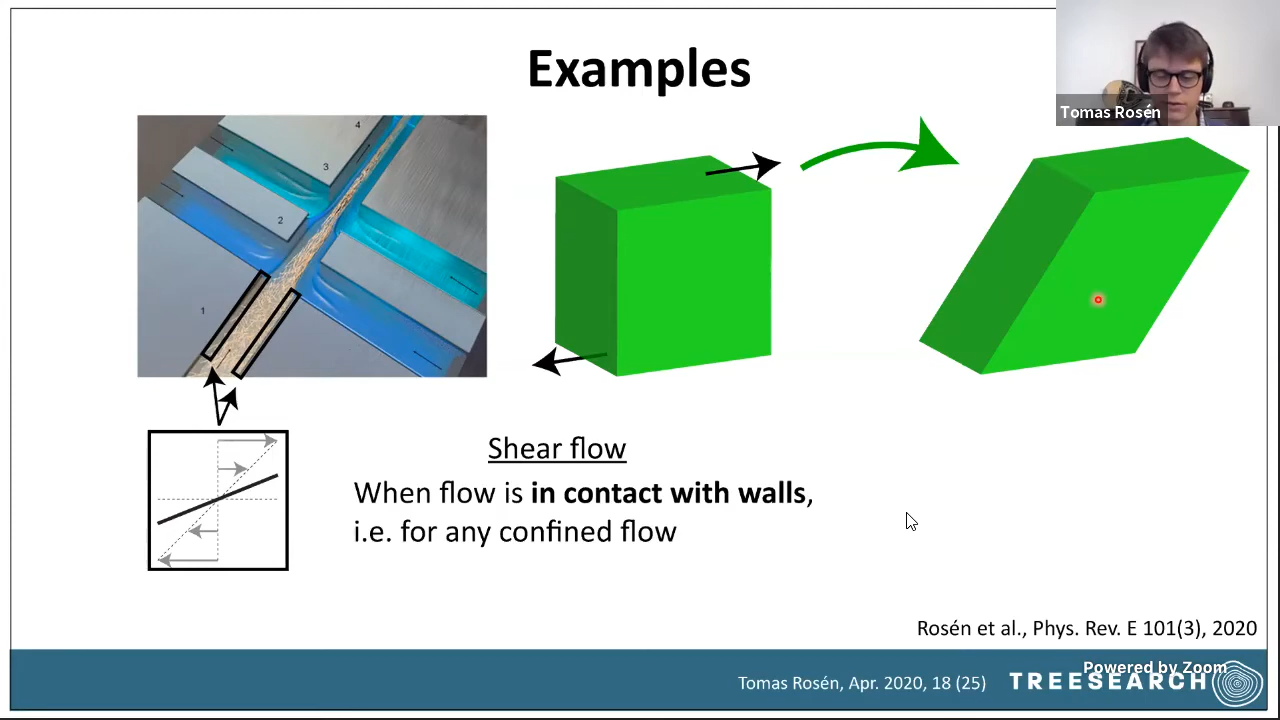 Examples
Tomas Rosén
4
3
2
1
Shear flow
When flow is in contact with walls,
i.e. for any confined flow
Rosén et al., Phys. Rev. E 101(3), 2020
Powered by Zoom
Tomas Rosén, Apr. 2020, 18 (25)
TREESEARCH